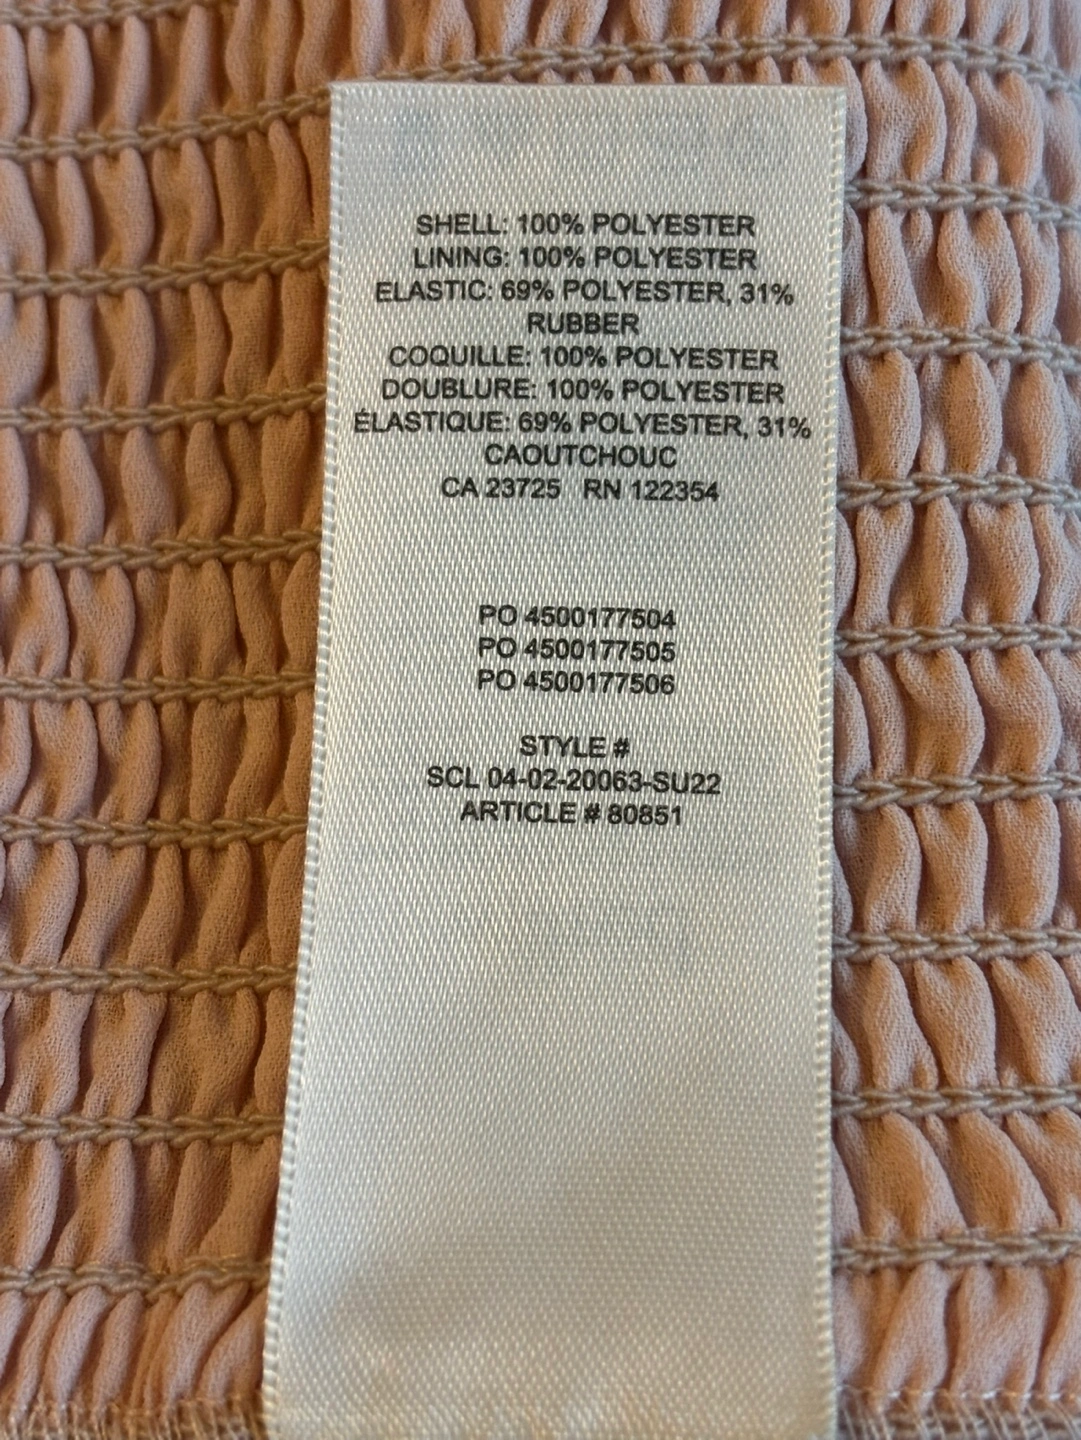 SHELL: 100% POLYESTER
LINING: 100% POLYESTER
ELASTIC: 69% POLYESTER, 31%
RUBBER
COQUILLE: 100% POLYESTER
DOUBLURE: 100% POLYESTER
ÉLASTIQUE: 69% POLYESTER, 31%
CAOUTCHOUC
CA 23725 RN 122354
PO 4500177504
PO 4500177505
PO 4500177506
STYLE #
SCL 04-02-20063-SU22
ARTICLE # 80851